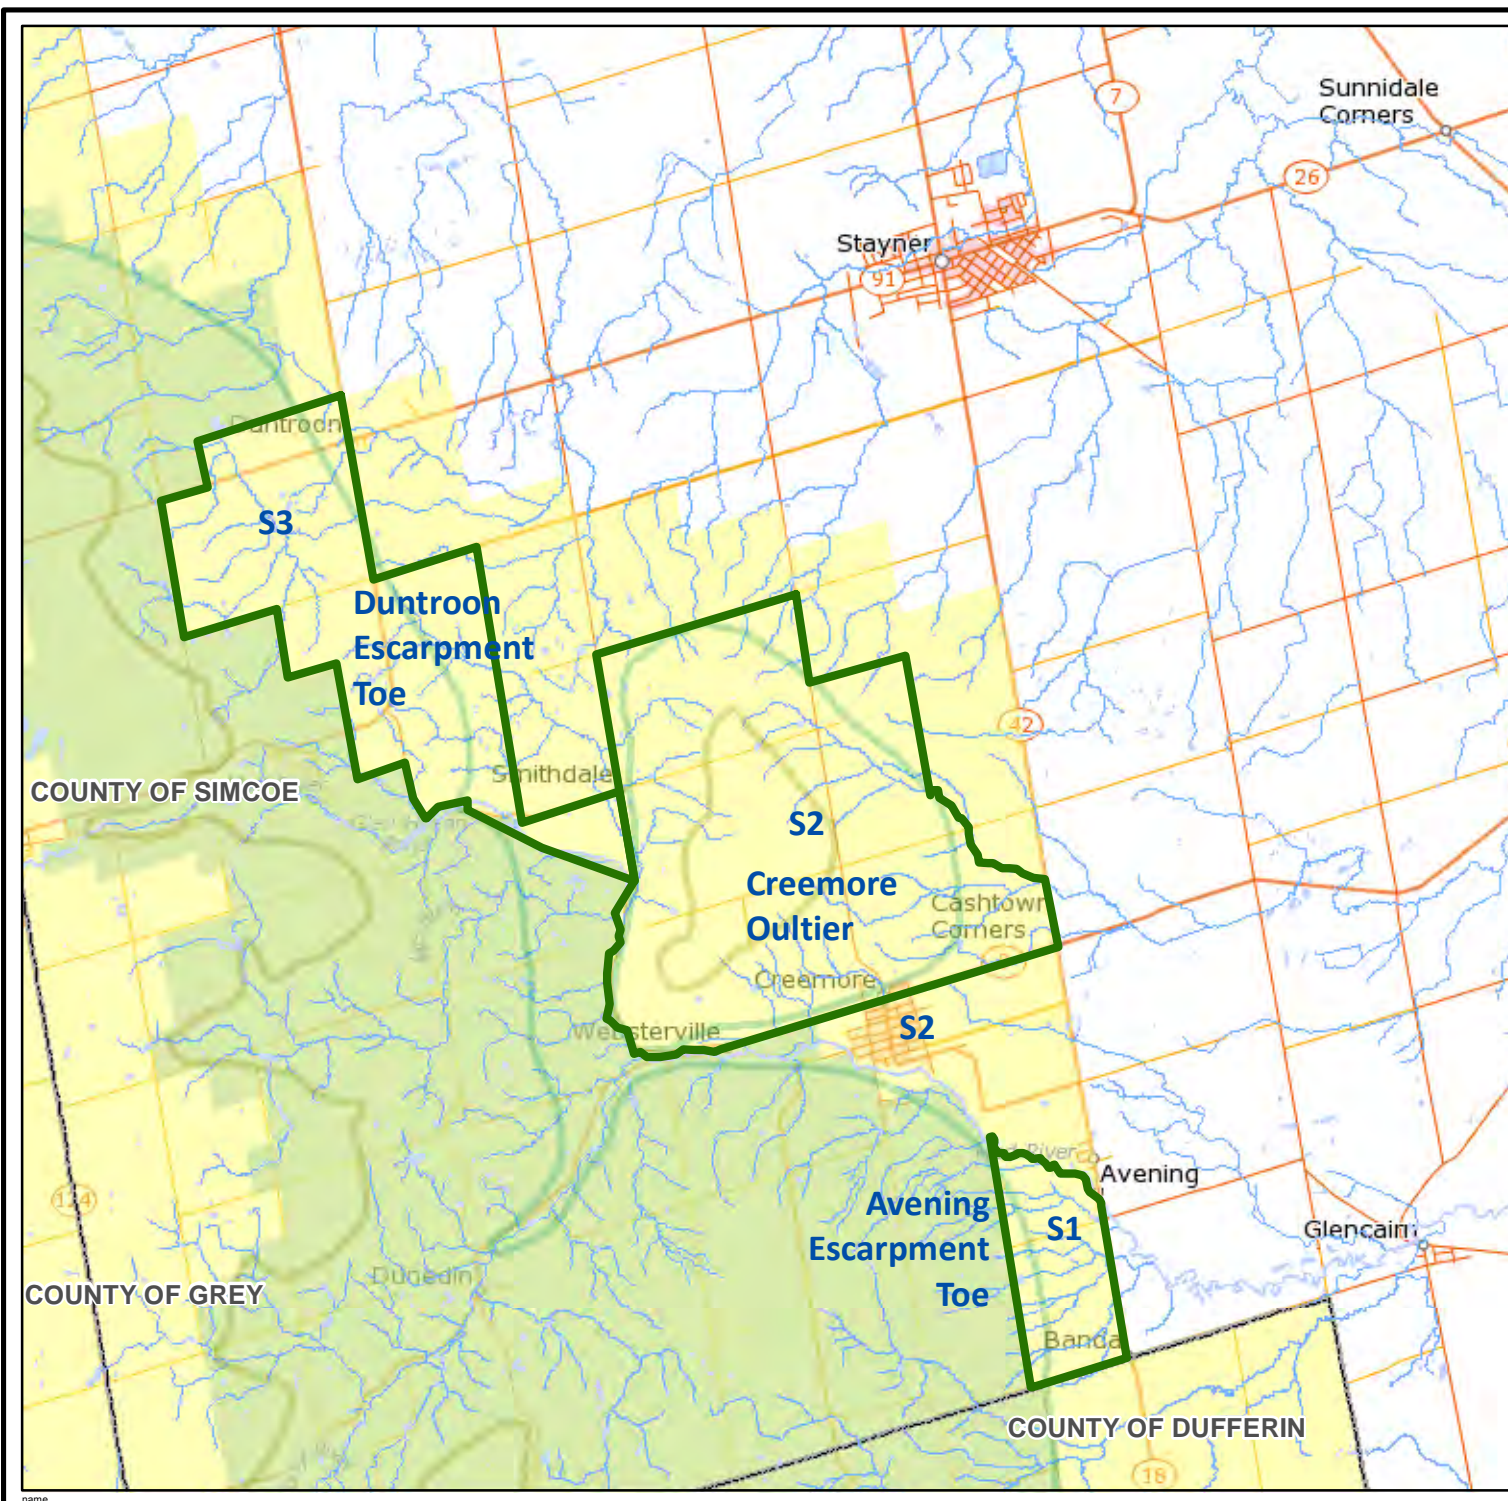 Sunnidale
Corners
7
26
Stayner
91
Duntroon
S3
Duntroon
Escarpment
Toe
42
Smithdale
COUNTY OF SIMCOE
S2
Creemore
Oultier
Cashtown
Corners
Creemore
Websterville
S2
River
Avening
124
Avening
Escarpment
Toe
S1
Glencairn
Dunedin
COUNTY OF GREY
Banda
COUNTY OF DUFFERIN
18
name